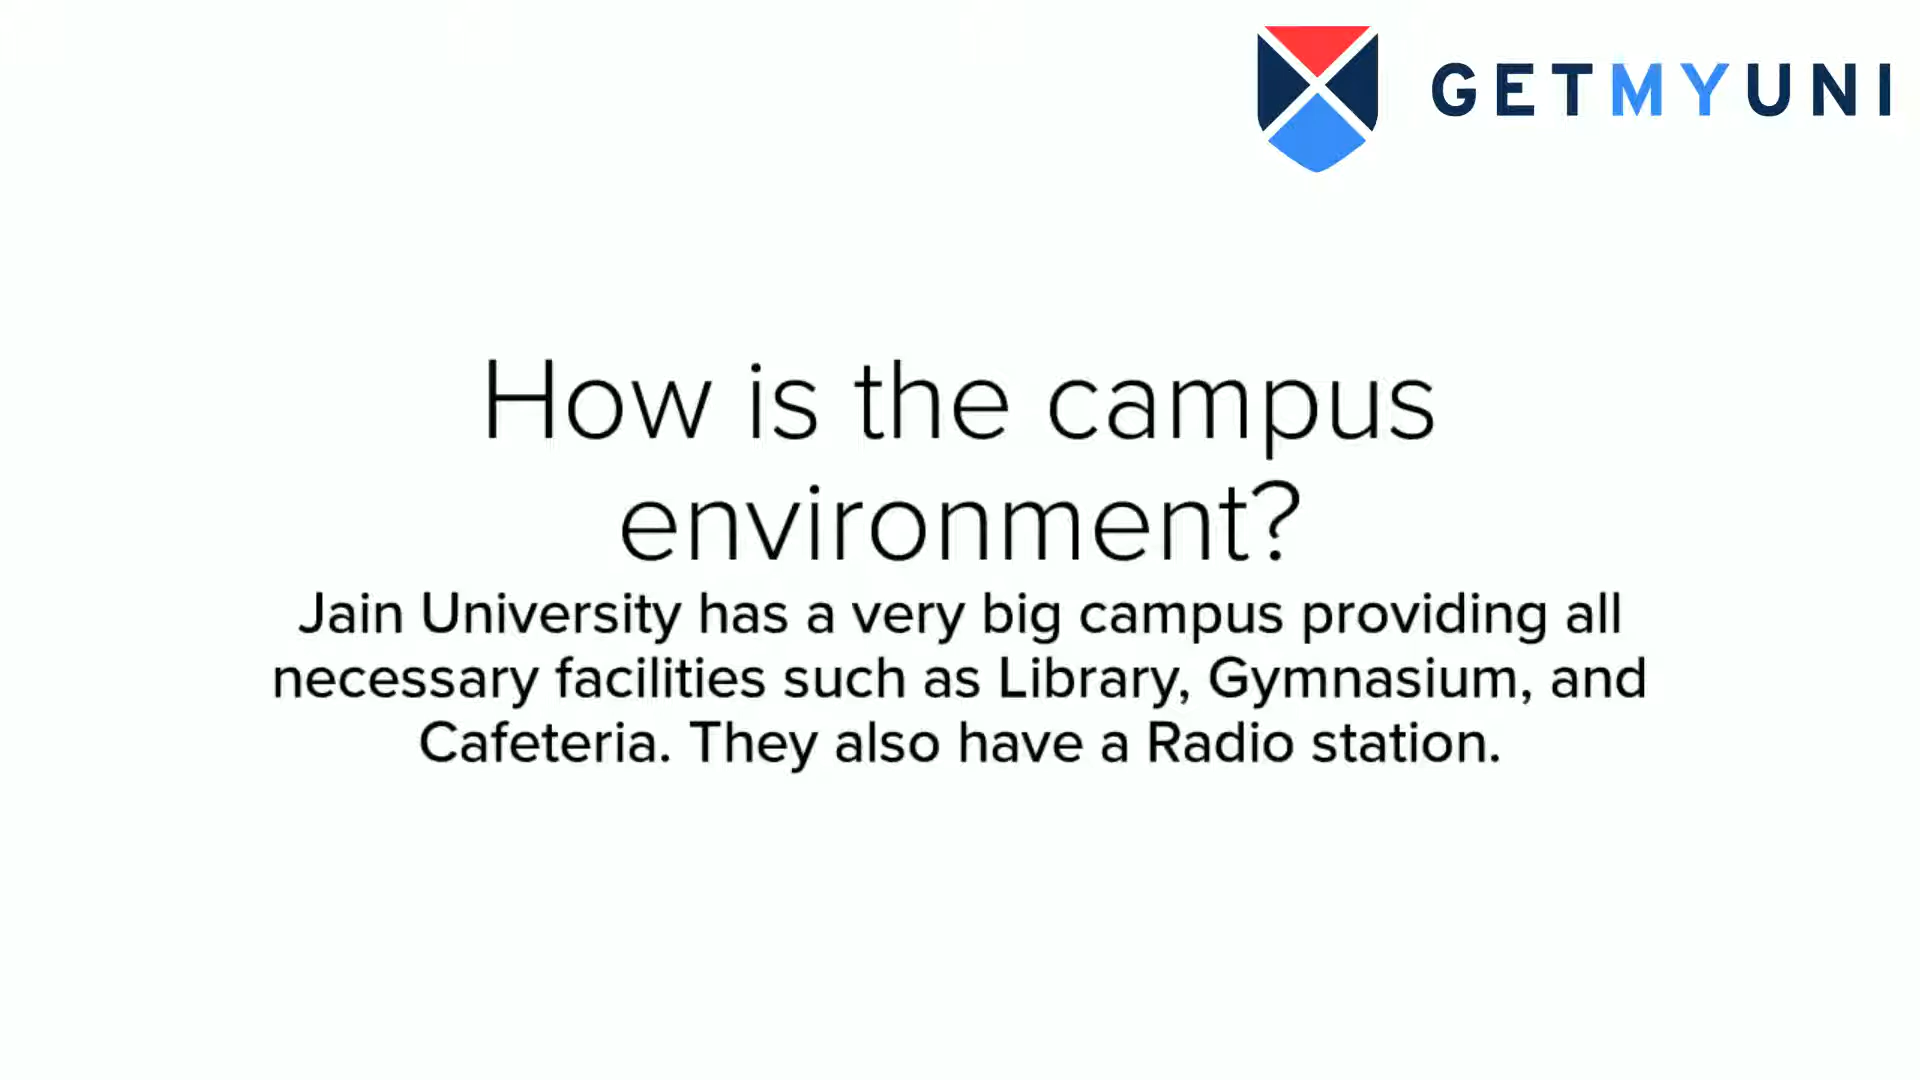 GETMYUNI
How is the campus
environment?
Jain University has a very big campus providing all
necessary facilities such as Library, Gymnasium, and
Cafeteria. They also have a Radio station.